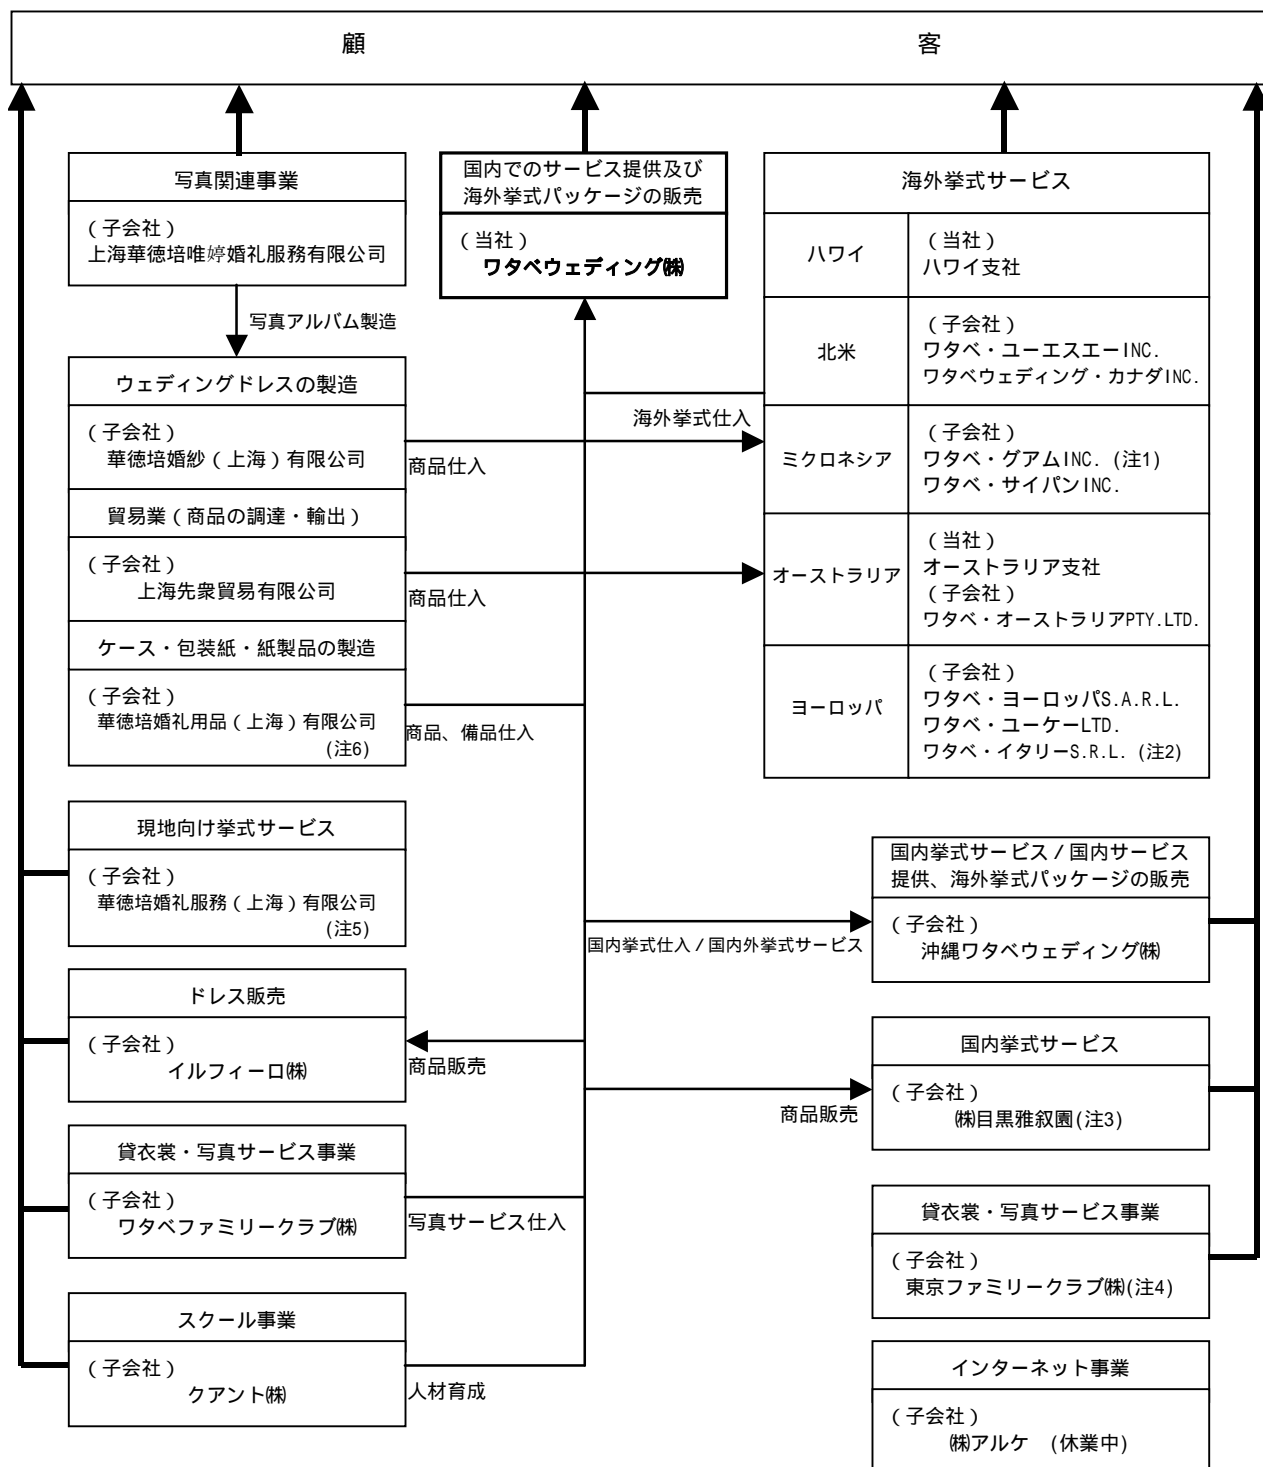 顧 客
写真関連事業
(子会社)
上海華徳培唯婷婚礼服務有限公司
写真アルバム製造
ウェディングドレスの製造
(子会社)
華徳培婚紗(上海)有限公司
商品仕入
貿易業(商品の調達・輸出)
(子会社)
上海先衆貿易有限公司
商品仕入
ケース・包装紙・紙製品の製造
(子会社)
華徳培婚礼用品(上海)有限公司
(注6)
商品、備品仕入
現地向け挙式サービス
(子会社)
華徳培婚礼服務(上海)有限公司
(注5)
ドレス販売
(子会社)
イルフィーロ㈱
商品販売
貸衣裳・写真サービス事業
(子会社)
ワタベファミリークラブ㈱
写真サービス仕入
スクール事業
(子会社)
クアント㈱
人材育成
国内でのサービス提供及び
海外挙式パッケージの販売
(当社)
ワタベウェディング㈱
海外挙式仕入
国内挙式仕入/国内外挙式サービス
商品販売
海外挙式サービス
ハワイ
(当社)
ハワイ支社
北米
(子会社)
ワタベ・ユーエスエーINC.
ワタベウェディング・カナダINC.
ミクロネシア
(子会社)
ワタベ・グアムINC. (注1)
ワタベ・サイパンINC.
オーストラリア
(当社)
オーストラリア支社
(子会社)
ワタベ・オーストラリアPTY.LTD.
ヨーロッパ
(子会社)
ワタベ・ヨーロッパS.A.R.L.
ワタベ・ユーケーLTD.
ワタベ・イタリーS.R.L. (注2)
国内挙式サービス/国内サービス
提供、海外挙式パッケージの販売
(子会社)
沖縄ワタベウェディング㈱
国内挙式サービス
(子会社)
㈱目黒雅叙園(注3)
貸衣裳・写真サービス事業
(子会社)
東京ファミリークラブ㈱(注4)
インターネット事業
(子会社)
㈱アルケ (休業中)